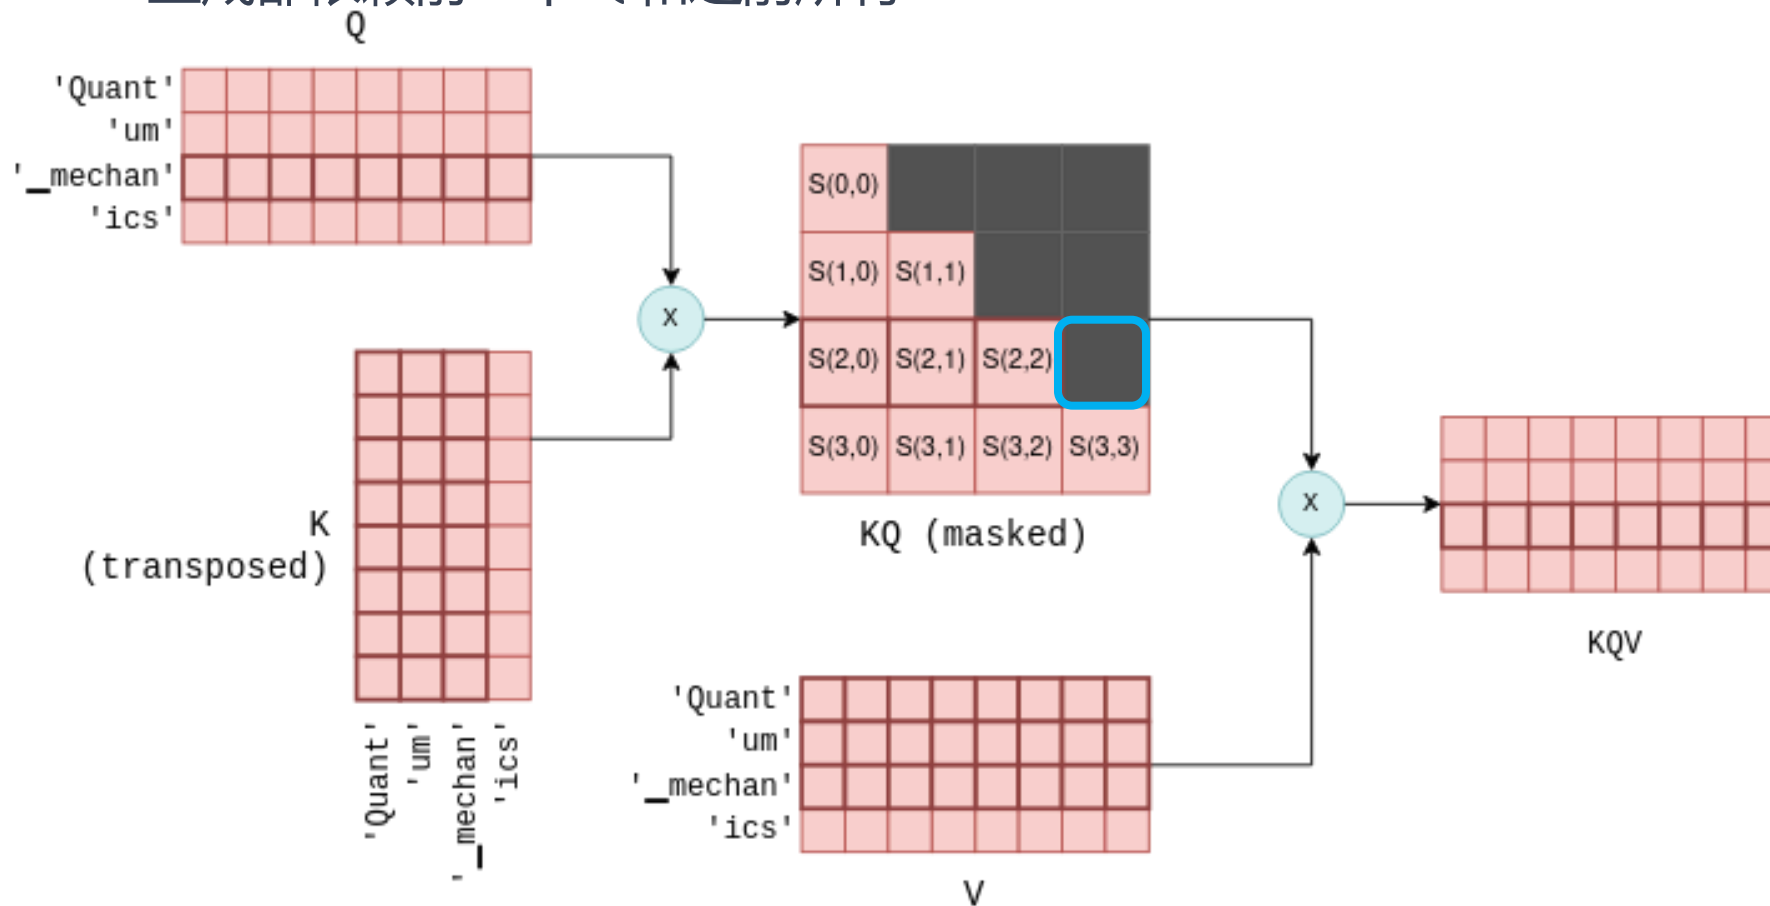 Q
'Quant'
'um'
'_mechan'
'ics'
X
K
(transposed)
'Quant'
'um'
'_mechan'
'ics'
S(0,0)
S(1,0) S(1,1)
S(2,0) S(2,1) S(2,2)
S(3,0) S(3,1) S(3,2) S(3,3)
KQ (masked)
X
'Quant'
'um'
'_mechan'
'ics'
V
KQV